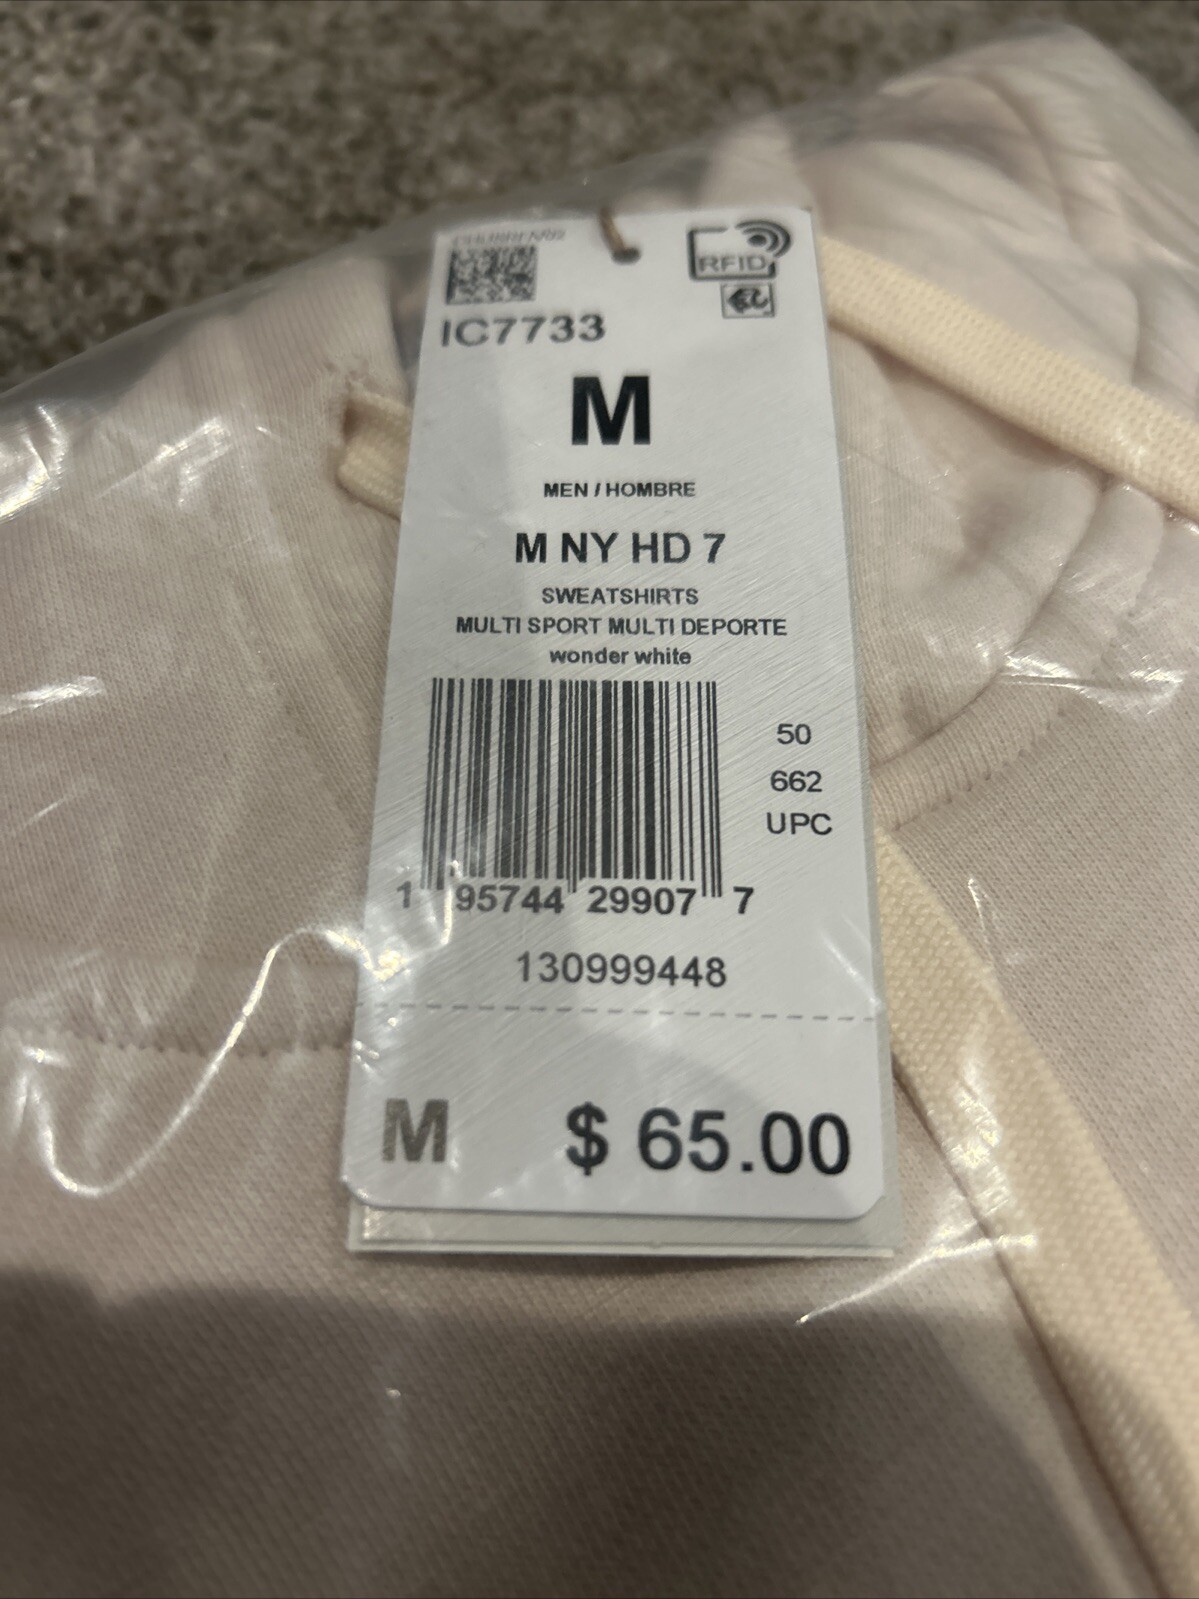 RFID
IC7733
M
MEN / HOMBRE
M NY HD 7
SWEATSHIRTS
MULTI SPORT MULTI DEPORTE
wonder white
50
662
UPC
1 95744 29907 7
130999448
M $ 65.00